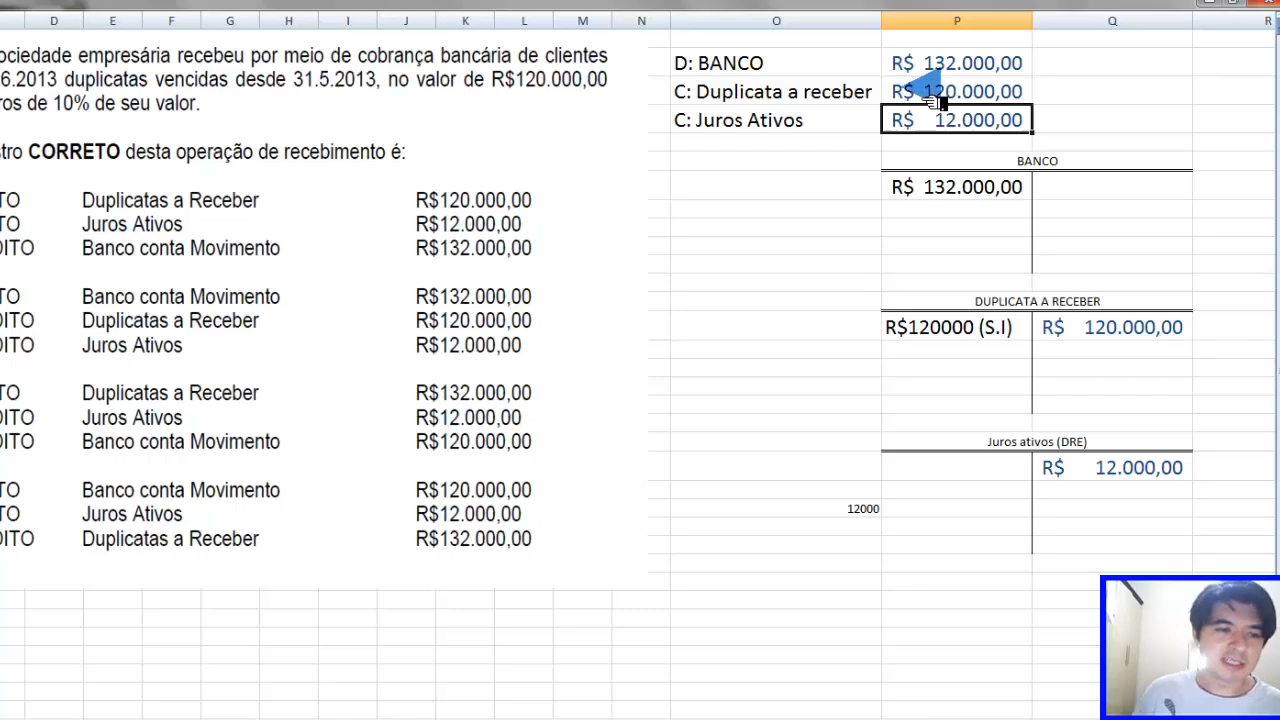 D E F G H I J K L M N O P Q R
ociedade empresária recebeu por meio de cobrança bancária de clientes
6.2013 duplicatas vencidas desde 31.5.2013, no valor de R$120.000,00
ros de 10% de seu valor.
stro CORRETO desta operação de recebimento é:
TO Duplicatas a Receber R$120.000,00
TO Juros Ativos R$12.000,00
DITO Banco conta Movimento R$132.000,00
TO Banco conta Movimento R$132.000,00
DITO Duplicatas a Receber R$120.000,00
DITO Juros Ativos R$12.000,00
TO Duplicatas a Receber R$132.000,00
DITO Juros Ativos R$12.000,00
DITO Banco conta Movimento R$120.000,00
TO Banco conta Movimento R$120.000,00
TO Juros Ativos R$12.000,00
DITO Duplicatas a Receber R$132.000,00
D: BANCO R$ 132.000,00
C: Duplicata a receber R$ 120.000,00
C: Juros Ativos R$ 12.000,00
BANCO
R$ 132.000,00
DUPLICATA A RECEBER
R$120000 (S.I) R$ 120.000,00
Juros ativos (DRE)
R$ 12.000,00
12000